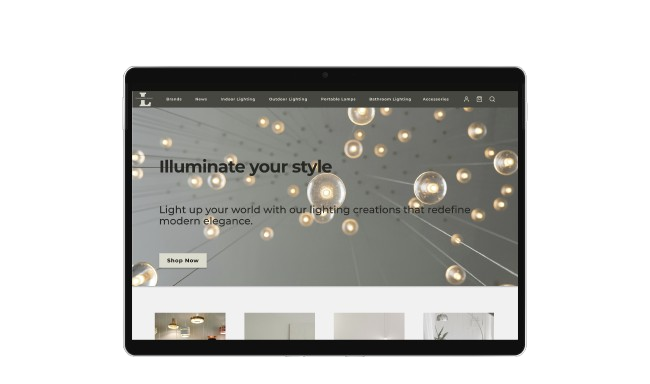 L
Brands News Indoor Lighting Outdoor Lighting Portable Lamps Bathroom Lighting Accessories
Illuminate your style
Light up your world with our lighting creations that redefine
modern elegance.
Shop Now